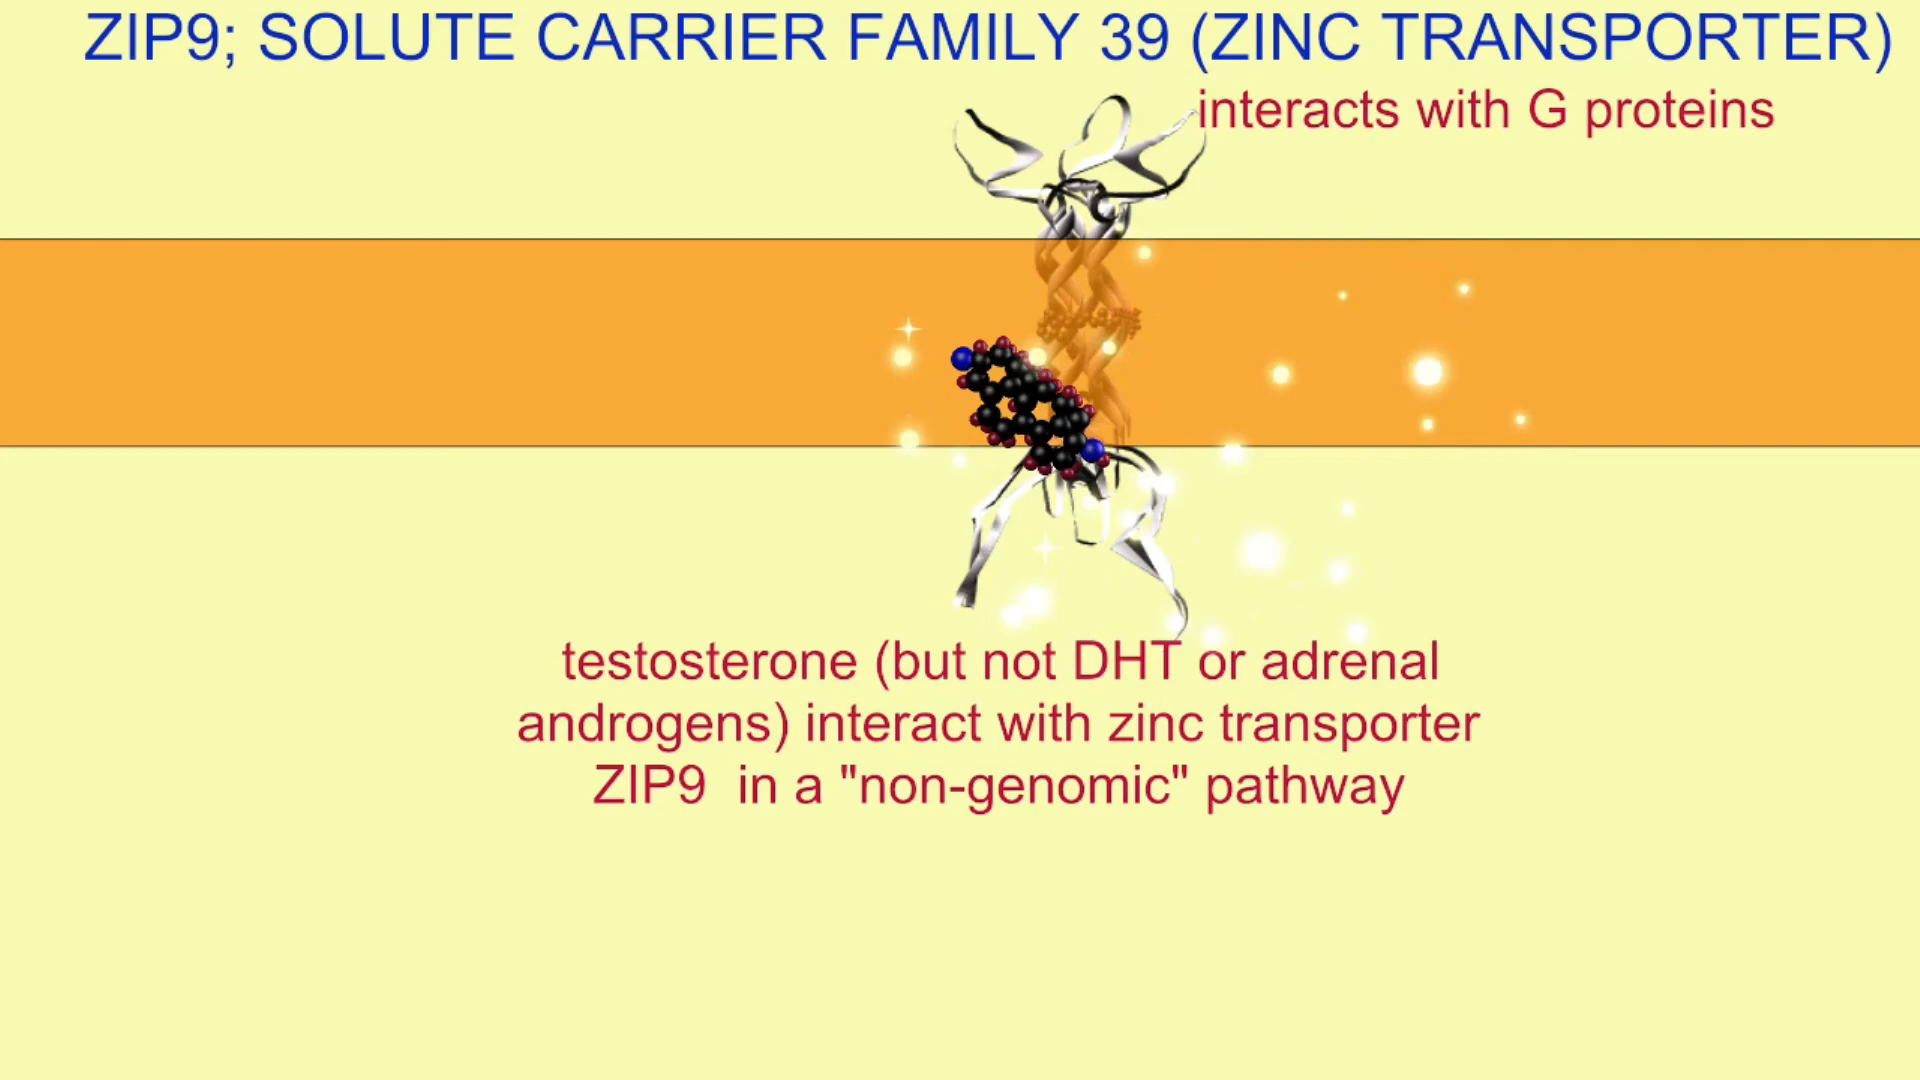 ZIP9; SOLUTE CARRIER FAMILY 39 (ZINC TRANSPORTER)
interacts with G proteins
testosterone (but not DHT or adrenal
androgens) interact with zinc transporter
ZIP9  in a "non-genomic" pathway